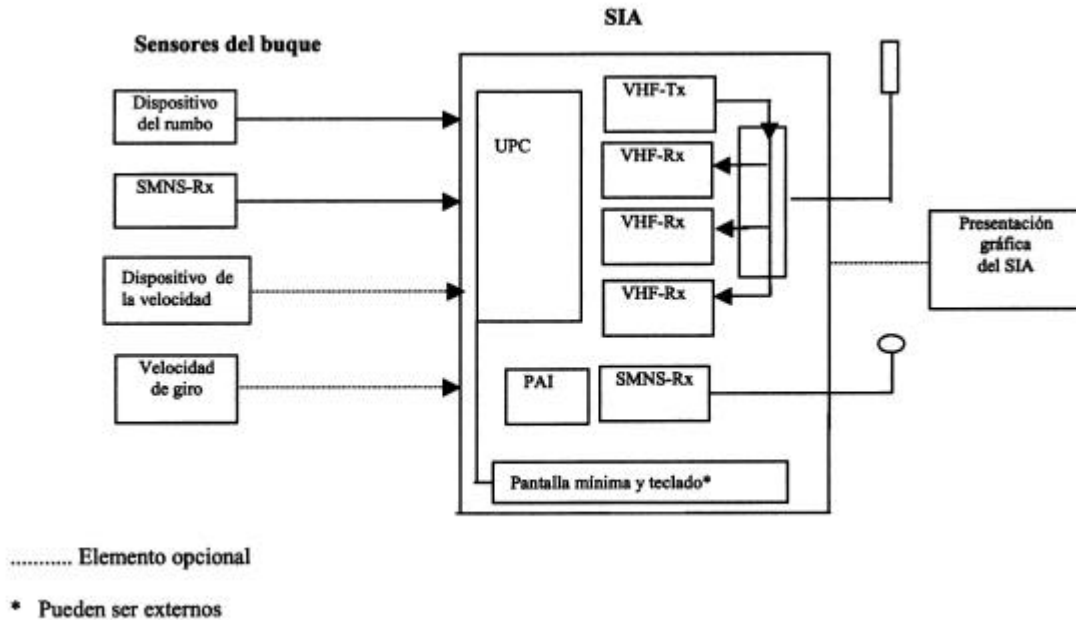 SIA
Sensores del buque
Dispositivo
del rumbo
SMNS-Rx
Dispositivo de
la velocidad
Velocidad
de giro
UPC
VHF-Tx
VHF-Rx
VHF-Rx
VHF-Rx
PAI
SMNS-Rx
Pantalla mínima y teclado*
Presentación
gráfica
del SIA
........... Elemento opcional
* Pueden ser externos